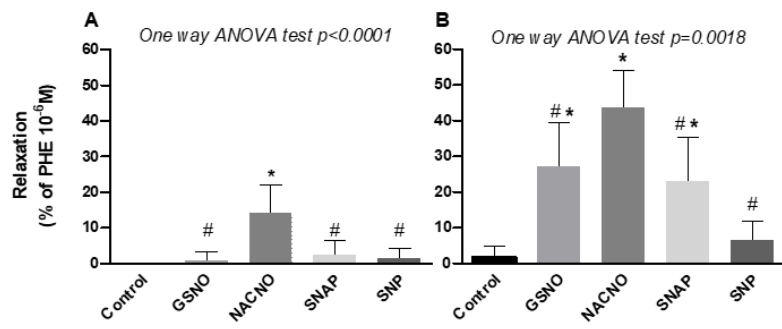 A
One way ANOVA test p<0.0001
B
One way ANOVA test p=0.0018
Relaxation
(% of PHE 10⁻⁶M)
60
50
40
30
20
10
0
#
*
#
#
Control
GSNO
NACNO
SNAP
SNP
60
50
40
30
20
10
0
# *
*
# *
#
Control
GSNO
NACNO
SNAP
SNP